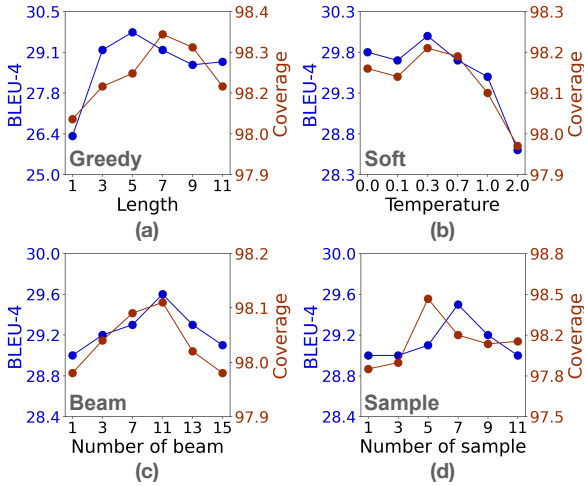 30.5
29.1
27.8
26.4
25.0
BLEU-4
98.4
98.3
98.2
98.0
97.9
Coverage
Greedy
1 3 5 7 9 11
Length
(a)
30.3
29.8
29.3
28.8
28.3
BLEU-4
98.3
98.2
98.1
98.0
97.9
Coverage
Soft
0.0 0.1 0.3 0.7 1.0 2.0
Temperature
(b)
30.0
29.6
29.2
28.8
28.4
BLEU-4
98.2
98.1
98.0
97.9
Coverage
Beam
1 3 7 11 13 15
Number of beam
(c)
30.0
29.6
29.2
28.8
28.4
BLEU-4
98.8
98.5
98.2
97.8
97.5
Coverage
Sample
1 3 5 7 9 11
Number of sample
(d)